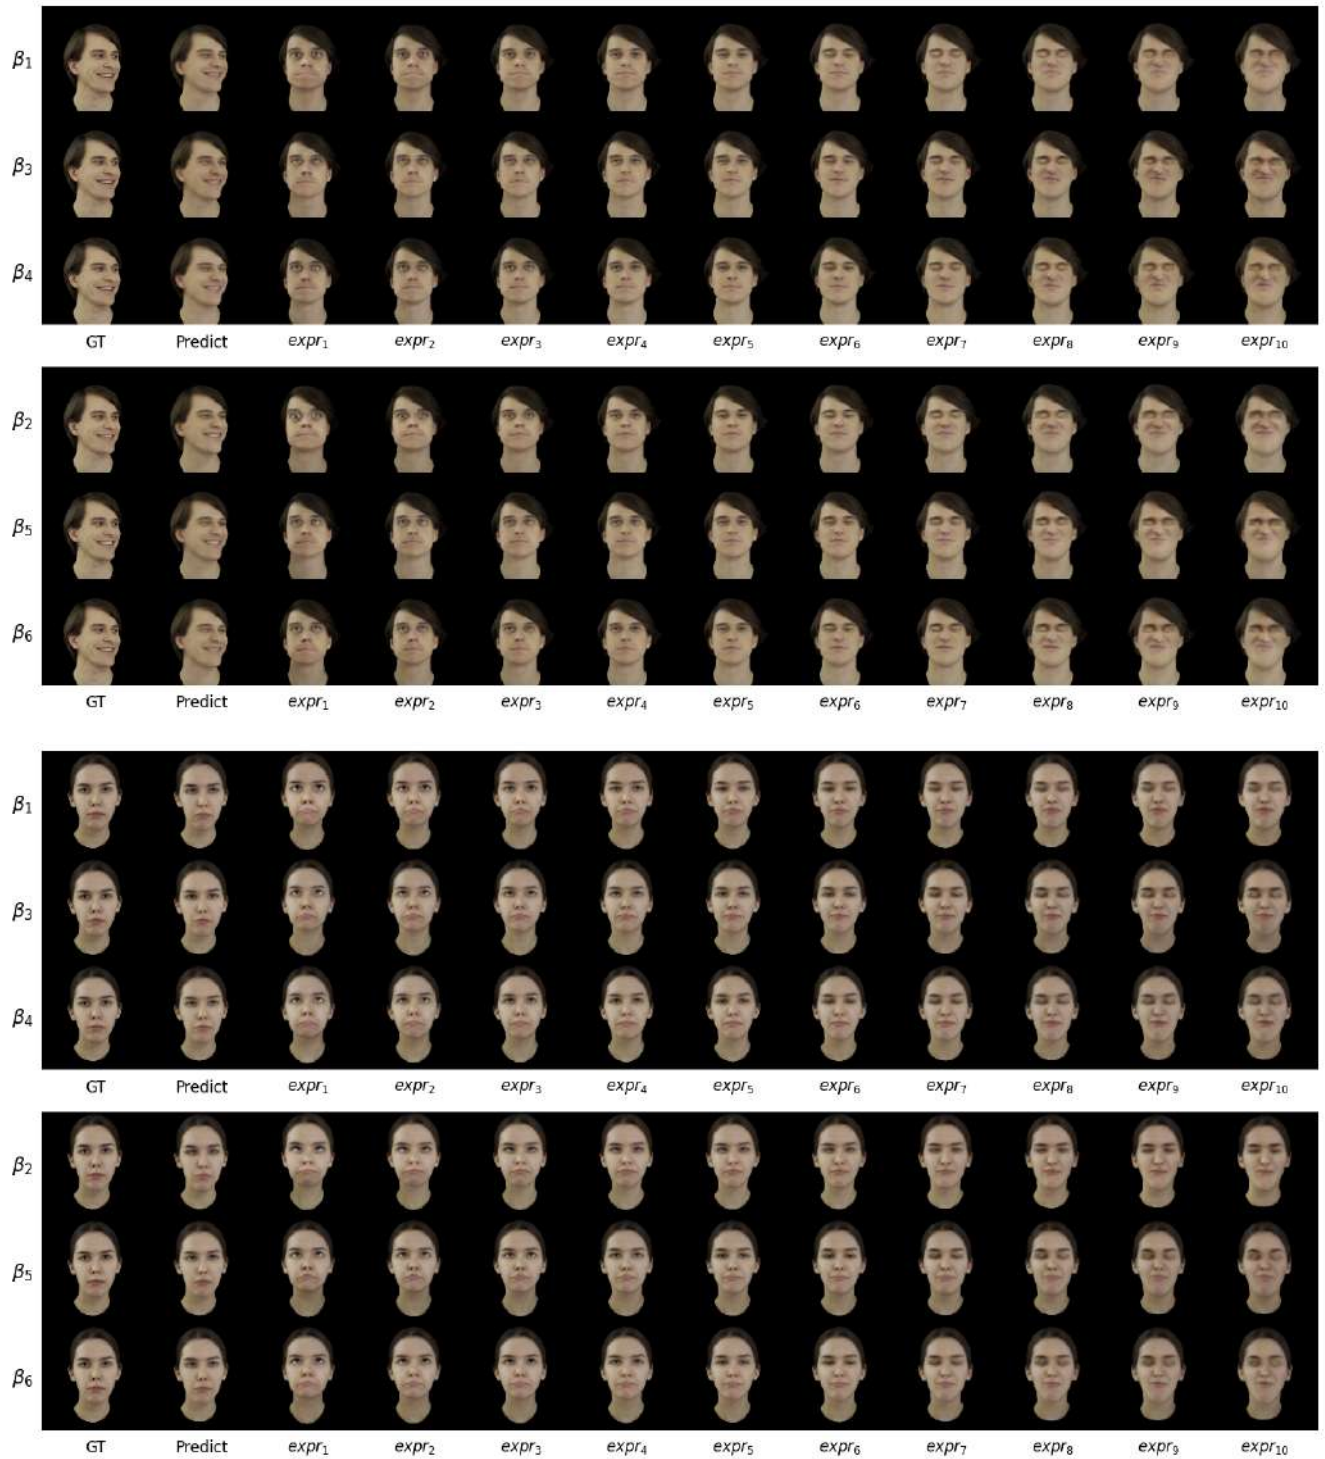 β₁
β₃
β₄
GT Predict expr₁ expr₂ expr₃ expr₄ expr₅ expr₆ expr₇ expr₈ expr₉ expr₁₀
β₂
β₅
β₆
GT Predict expr₁ expr₂ expr₃ expr₄ expr₅ expr₆ expr₇ expr₈ expr₉ expr₁₀
β₁
β₃
β₄
GT Predict expr₁ expr₂ expr₃ expr₄ expr₅ expr₆ expr₇ expr₈ expr₉ expr₁₀
β₂
β₅
β₆
GT Predict expr₁ expr₂ expr₃ expr₄ expr₅ expr₆ expr₇ expr₈ expr₉ expr₁₀